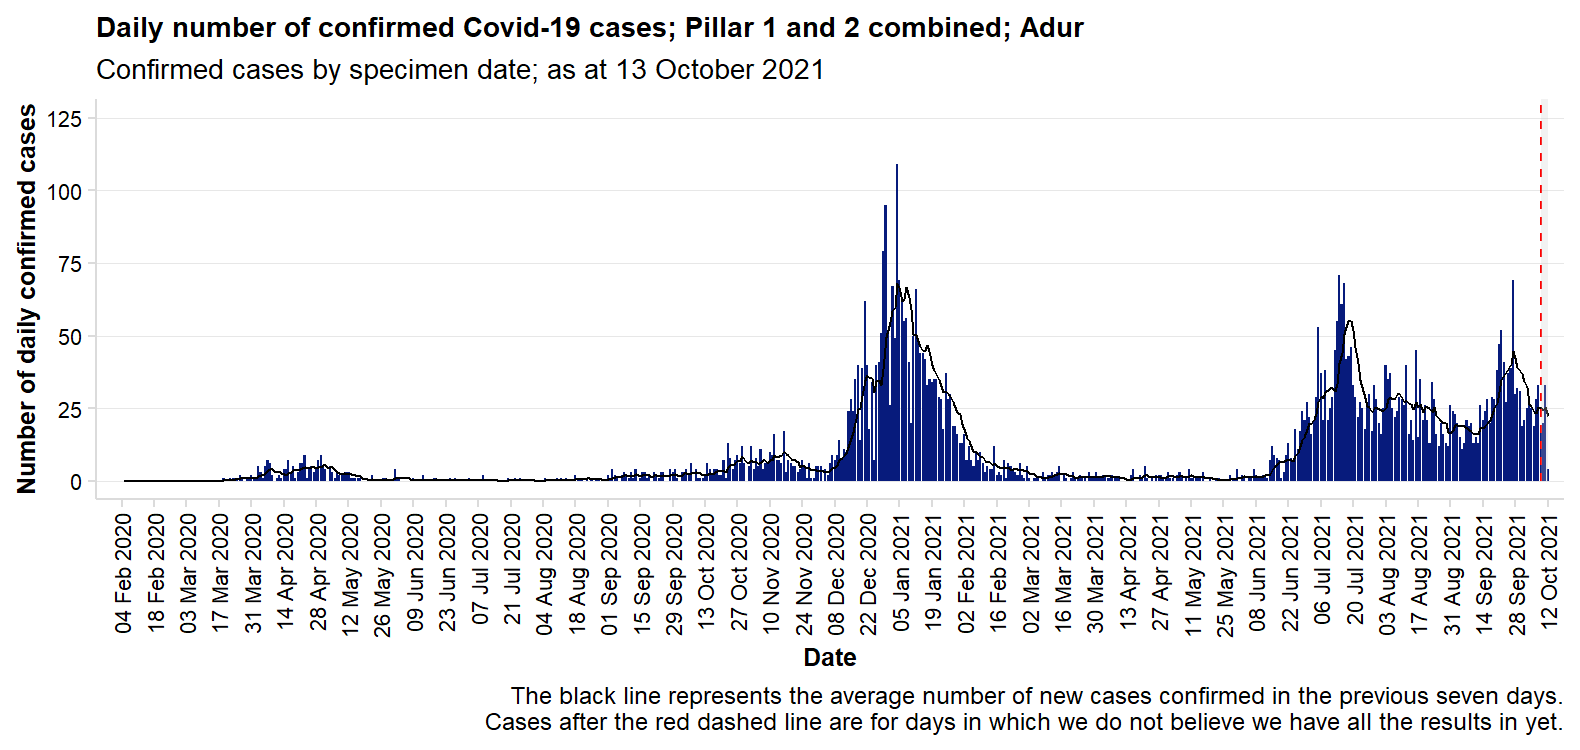 Daily number of confirmed Covid-19 cases; Pillar 1 and 2 combined; Adur
Confirmed cases by specimen date; as at 13 October 2021
Number of daily confirmed cases
125
100
75
50
25
0
04 Feb 2020
18 Feb 2020
03 Mar 2020
17 Mar 2020
31 Mar 2020
14 Apr 2020
28 Apr 2020
12 May 2020
26 May 2020
09 Jun 2020
23 Jun 2020
07 Jul 2020
21 Jul 2020
04 Aug 2020
18 Aug 2020
01 Sep 2020
15 Sep 2020
29 Sep 2020
13 Oct 2020
27 Oct 2020
10 Nov 2020
24 Nov 2020
08 Dec 2020
22 Dec 2020
05 Jan 2021
19 Jan 2021
02 Feb 2021
16 Feb 2021
02 Mar 2021
16 Mar 2021
30 Mar 2021
13 Apr 2021
27 Apr 2021
11 May 2021
25 May 2021
08 Jun 2021
22 Jun 2021
06 Jul 2021
20 Jul 2021
03 Aug 2021
17 Aug 2021
31 Aug 2021
14 Sep 2021
28 Sep 2021
12 Oct 2021
Date
The black line represents the average number of new cases confirmed in the previous seven days.
Cases after the red dashed line are for days in which we do not believe we have all the results in yet.